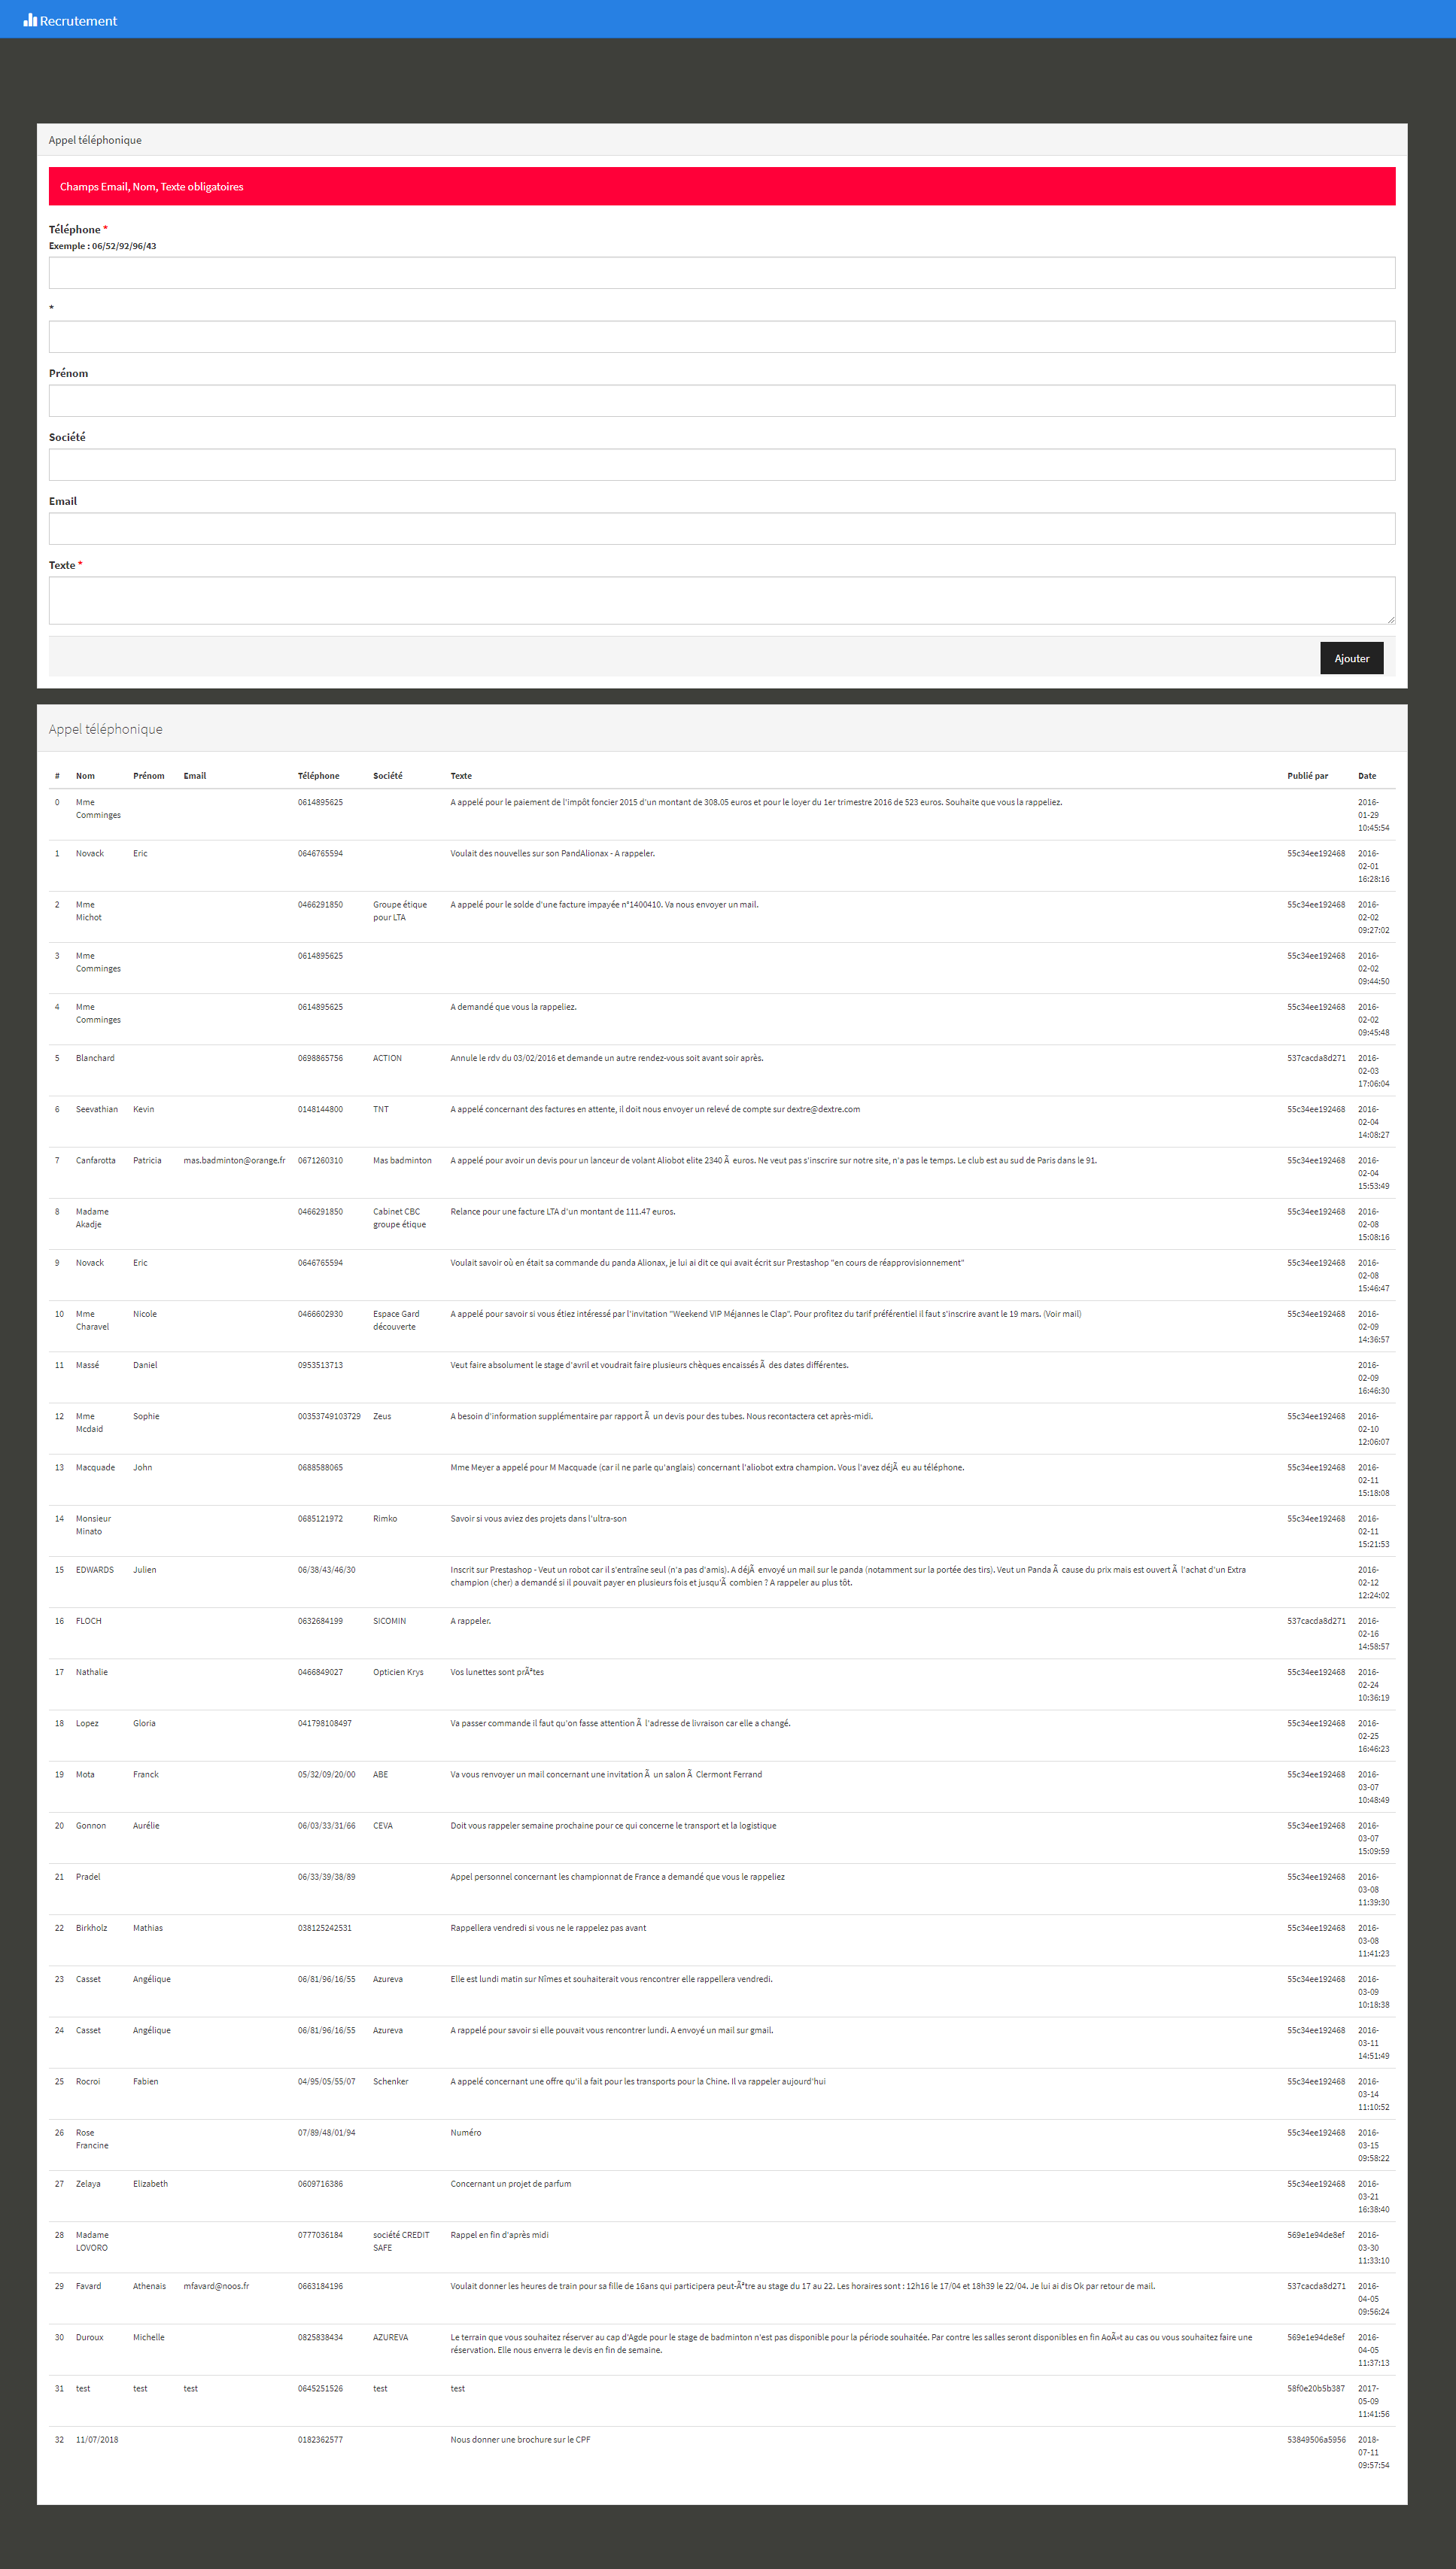 Recrutement
Appel téléphonique
Champs Email, Nom, Texte obligatoires
Téléphone *
Exemple : 06/52/92/96/43
*
Prénom
Société
Email
Texte *
Ajouter
Appel téléphonique
# Nom Prénom Email Téléphone Société Texte Publié par Date
0 Mme Comminges 0614895625 A appelé pour le paiement de l'impôt foncier 2015 d'un montant de 308.05 euros et pour le loyer du 1er trimestre 2016 de 523 euros. Souhaite que vous la rappeliez. 2016-01-29 10:45:54
1 Novack Eric 0646765594 Voulait des nouvelles sur son PandAlionax - A rappeler. 55c34ee192468 2016-02-01 16:28:16
2 Mme Michot 0466291850 Groupe étique pour LTA A appelé pour le solde d'une facture impayée n°1400410. Va nous envoyer un mail. 55c34ee192468 2016-02-02 09:27:02
3 Mme Comminges 0614895625 55c34ee192468 2016-02-02 09:44:50
4 Mme Comminges 0614895625 A demandé que vous la rappeliez. 55c34ee192468 2016-02-02 09:45:48
5 Blanchard 0698865756 ACTION Annule le rdv du 03/02/2016 et demande un autre rendez-vous soit avant soir après. 537cacda8d271 2016-02-03 17:06:04
6 Seevathian Kevin 0148144800 TNT A appelé concernant des factures en attente, il doit nous envoyer un relevé de compte sur dextre@dextre.com 55c34ee192468 2016-02-04 14:08:27
7 Canfarotta Patricia mas.badminton@orange.fr 0671260310 Mas badminton A appelé pour avoir un devis pour un lanceur de volant Aliobot elite 2340 Ã euros. Ne veut pas s'inscrire sur notre site, n'a pas le temps. Le club est au sud de Paris dans le 91. 55c34ee192468 2016-02-04 15:53:49
8 Madame Akadje 0466291850 Cabinet CBC groupe étique Relance pour une facture LTA d'un montant de 111.47 euros. 55c34ee192468 2016-02-08 15:08:16
9 Novack Eric 0646765594 Voulait savoir où en était sa commande du panda Alionax, je lui ai dit ce qui avait écrit sur Prestashop "en cours de réapprovisionnement" 55c34ee192468 2016-02-08 15:46:47
10 Mme Charavel Nicole 0466602930 Espace Gard découverte A appelé pour savoir si vous étiez intéressé par l'invitation "Weekend VIP Méjannes le Clap". Pour profitez du tarif préférentiel il faut s'inscrire avant le 19 mars. (Voir mail) 55c34ee192468 2016-02-09 14:36:57
11 Massé Daniel 0953513713 Veut faire absolument le stage d'avril et voudrait faire plusieurs chèques encaissés Ã des dates différentes. 2016-02-09 16:46:30
12 Mme Mcdaid Sophie 00353749103729 Zeus A besoin d'information supplémentaire par rapport Ã un devis pour des tubes. Nous recontactera cet après-midi. 55c34ee192468 2016-02-10 12:06:07
13 Macquade John 0688588065 Mme Meyer a appelé pour M Macquade (car il ne parle qu'anglais) concernant l'aliobot extra champion. Vous l'avez déjÃ eu au téléphone. 55c34ee192468 2016-02-11 15:18:08
14 Monsieur Minato 0685121972 Rimko Savoir si vous aviez des projets dans l'ultra-son 55c34ee192468 2016-02-11 15:21:53
15 EDWARDS Julien 06/38/43/46/30 Inscrit sur Prestashop - Veut un robot car il s'entraîne seul (n'a pas d'amis). A déjÃ envoyé un mail sur le panda (notamment sur la portée des tirs). Veut un Panda Ã cause du prix mais est ouvert Ã l'achat d'un Extra champion (cher) a demandé si il pouvait payer en plusieurs fois et jusqu'Ã combien ? A rappeler au plus tôt. 2016-02-12 12:24:02
16 FLOCH 0632684199 SICOMIN A rappeler. 537cacda8d271 2016-02-16 14:58:57
17 Nathalie 0466849027 Opticien Krys Vos lunettes sont prÃªtes 55c34ee192468 2016-02-24 10:36:19
18 Lopez Gloria 041798108497 Va passer commande il faut qu'on fasse attention Ã l'adresse de livraison car elle a changé. 55c34ee192468 2016-02-25 16:46:23
19 Mota Franck 05/32/09/20/00 ABE Va vous renvoyer un mail concernant une invitation Ã un salon Ã Clermont Ferrand 55c34ee192468 2016-03-07 10:48:49
20 Gonnon Aurélie 06/03/33/31/66 CEVA Doit vous rappeler semaine prochaine pour ce qui concerne le transport et la logistique 55c34ee192468 2016-03-07 15:09:59
21 Pradel 06/33/39/38/89 Appel personnel concernant les championnat de France a demandé que vous le rappeliez 55c34ee192468 2016-03-08 11:39:30
22 Birkholz Mathias 038125242531 Rappellera vendredi si vous ne le rappelez pas avant 55c34ee192468 2016-03-08 11:41:23
23 Casset Angélique 06/81/96/16/55 Azureva Elle est lundi matin sur Nîmes et souhaiterait vous rencontrer elle rappellera vendredi. 55c34ee192468 2016-03-09 10:18:38
24 Casset Angélique 06/81/96/16/55 Azureva A rappelé pour savoir si elle pouvait vous rencontrer lundi. A envoyé un mail sur gmail. 55c34ee192468 2016-03-11 14:51:49
25 Rocroi Fabien 04/95/05/55/07 Schenker A appelé concernant une offre qu'il a fait pour les transports pour la Chine. Il va rappeler aujourd'hui 55c34ee192468 2016-03-14 11:10:52
26 Rose Francine 07/89/48/01/94 Numéro 55c34ee192468 2016-03-15 09:58:22
27 Zelaya Elizabeth 0609716386 Concernant un projet de parfum 55c34ee192468 2016-03-21 16:38:40
28 Madame LOVORO 0777036184 société CREDIT SAFE Rappel en fin d'après midi 569e1e94de8ef 2016-03-30 11:33:10
29 Favard Athenais mfavard@noos.fr 0663184196 Voulait donner les heures de train pour sa fille de 16ans qui participera peut-Ãªtre au stage du 17 au 22. Les horaires sont : 12h16 le 17/04 et 18h39 le 22/04. Je lui ai dis Ok par retour de mail. 537cacda8d271 2016-04-05 09:56:24
30 Duroux Michelle 0825838434 AZUREVA Le terrain que vous souhaitez réserver au cap d'Agde pour le stage de badminton n'est pas disponible pour la période souhaitée. Par contre les salles seront disponibles en fin AoÃ»t au cas ou vous souhaitez faire une réservation. Elle nous enverra le devis en fin de semaine. 569e1e94de8ef 2016-04-05 11:37:13
31 test test test 0645251526 test test 58f0e20b5b387 2017-05-09 11:41:56
32 11/07/2018 0182362577 Nous donner une brochure sur le CPF 53849506a5956 2018-07-11 09:57:54